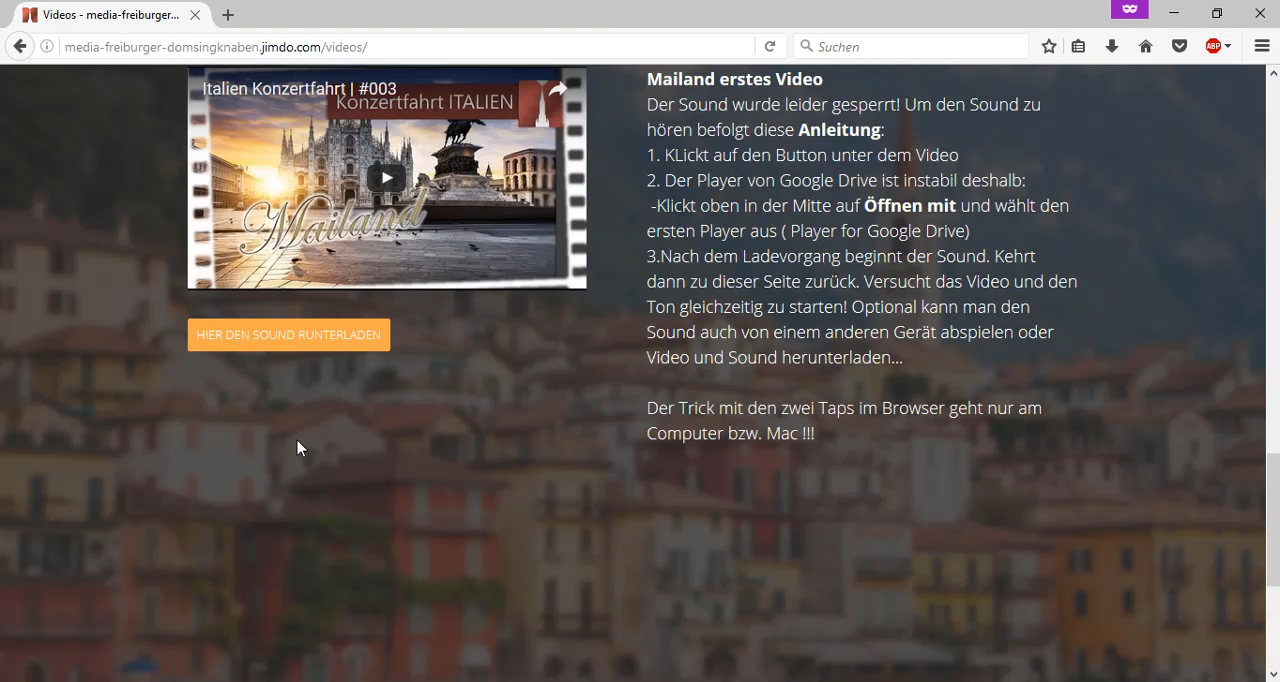 Videos - media-freiburger...
media-freiburger-domsingknaben.jimdo.com/videos/
Suchen
ABP
Italien Konzertfahrt | #003
Konzertfahrt ITALIEN
Mailand
HIER DEN SOUND RUNTERLADEN
Mailand erstes Video
Der Sound wurde leider gesperrt! Um den Sound zu
hören befolgt diese Anleitung:
1. KLickt auf den Button unter dem Video
2. Der Player von Google Drive ist instabil deshalb:
-Klickt oben in der Mitte auf Öffnen mit und wählt den
ersten Player aus ( Player for Google Drive)
3.Nach dem Ladevorgang beginnt der Sound. Kehrt
dann zu dieser Seite zurück. Versucht das Video und den
Ton gleichzeitig zu starten! Optional kann man den
Sound auch von einem anderen Gerät abspielen oder
Video und Sound herunterladen...
Der Trick mit den zwei Taps im Browser geht nur am
Computer bzw. Mac !!!